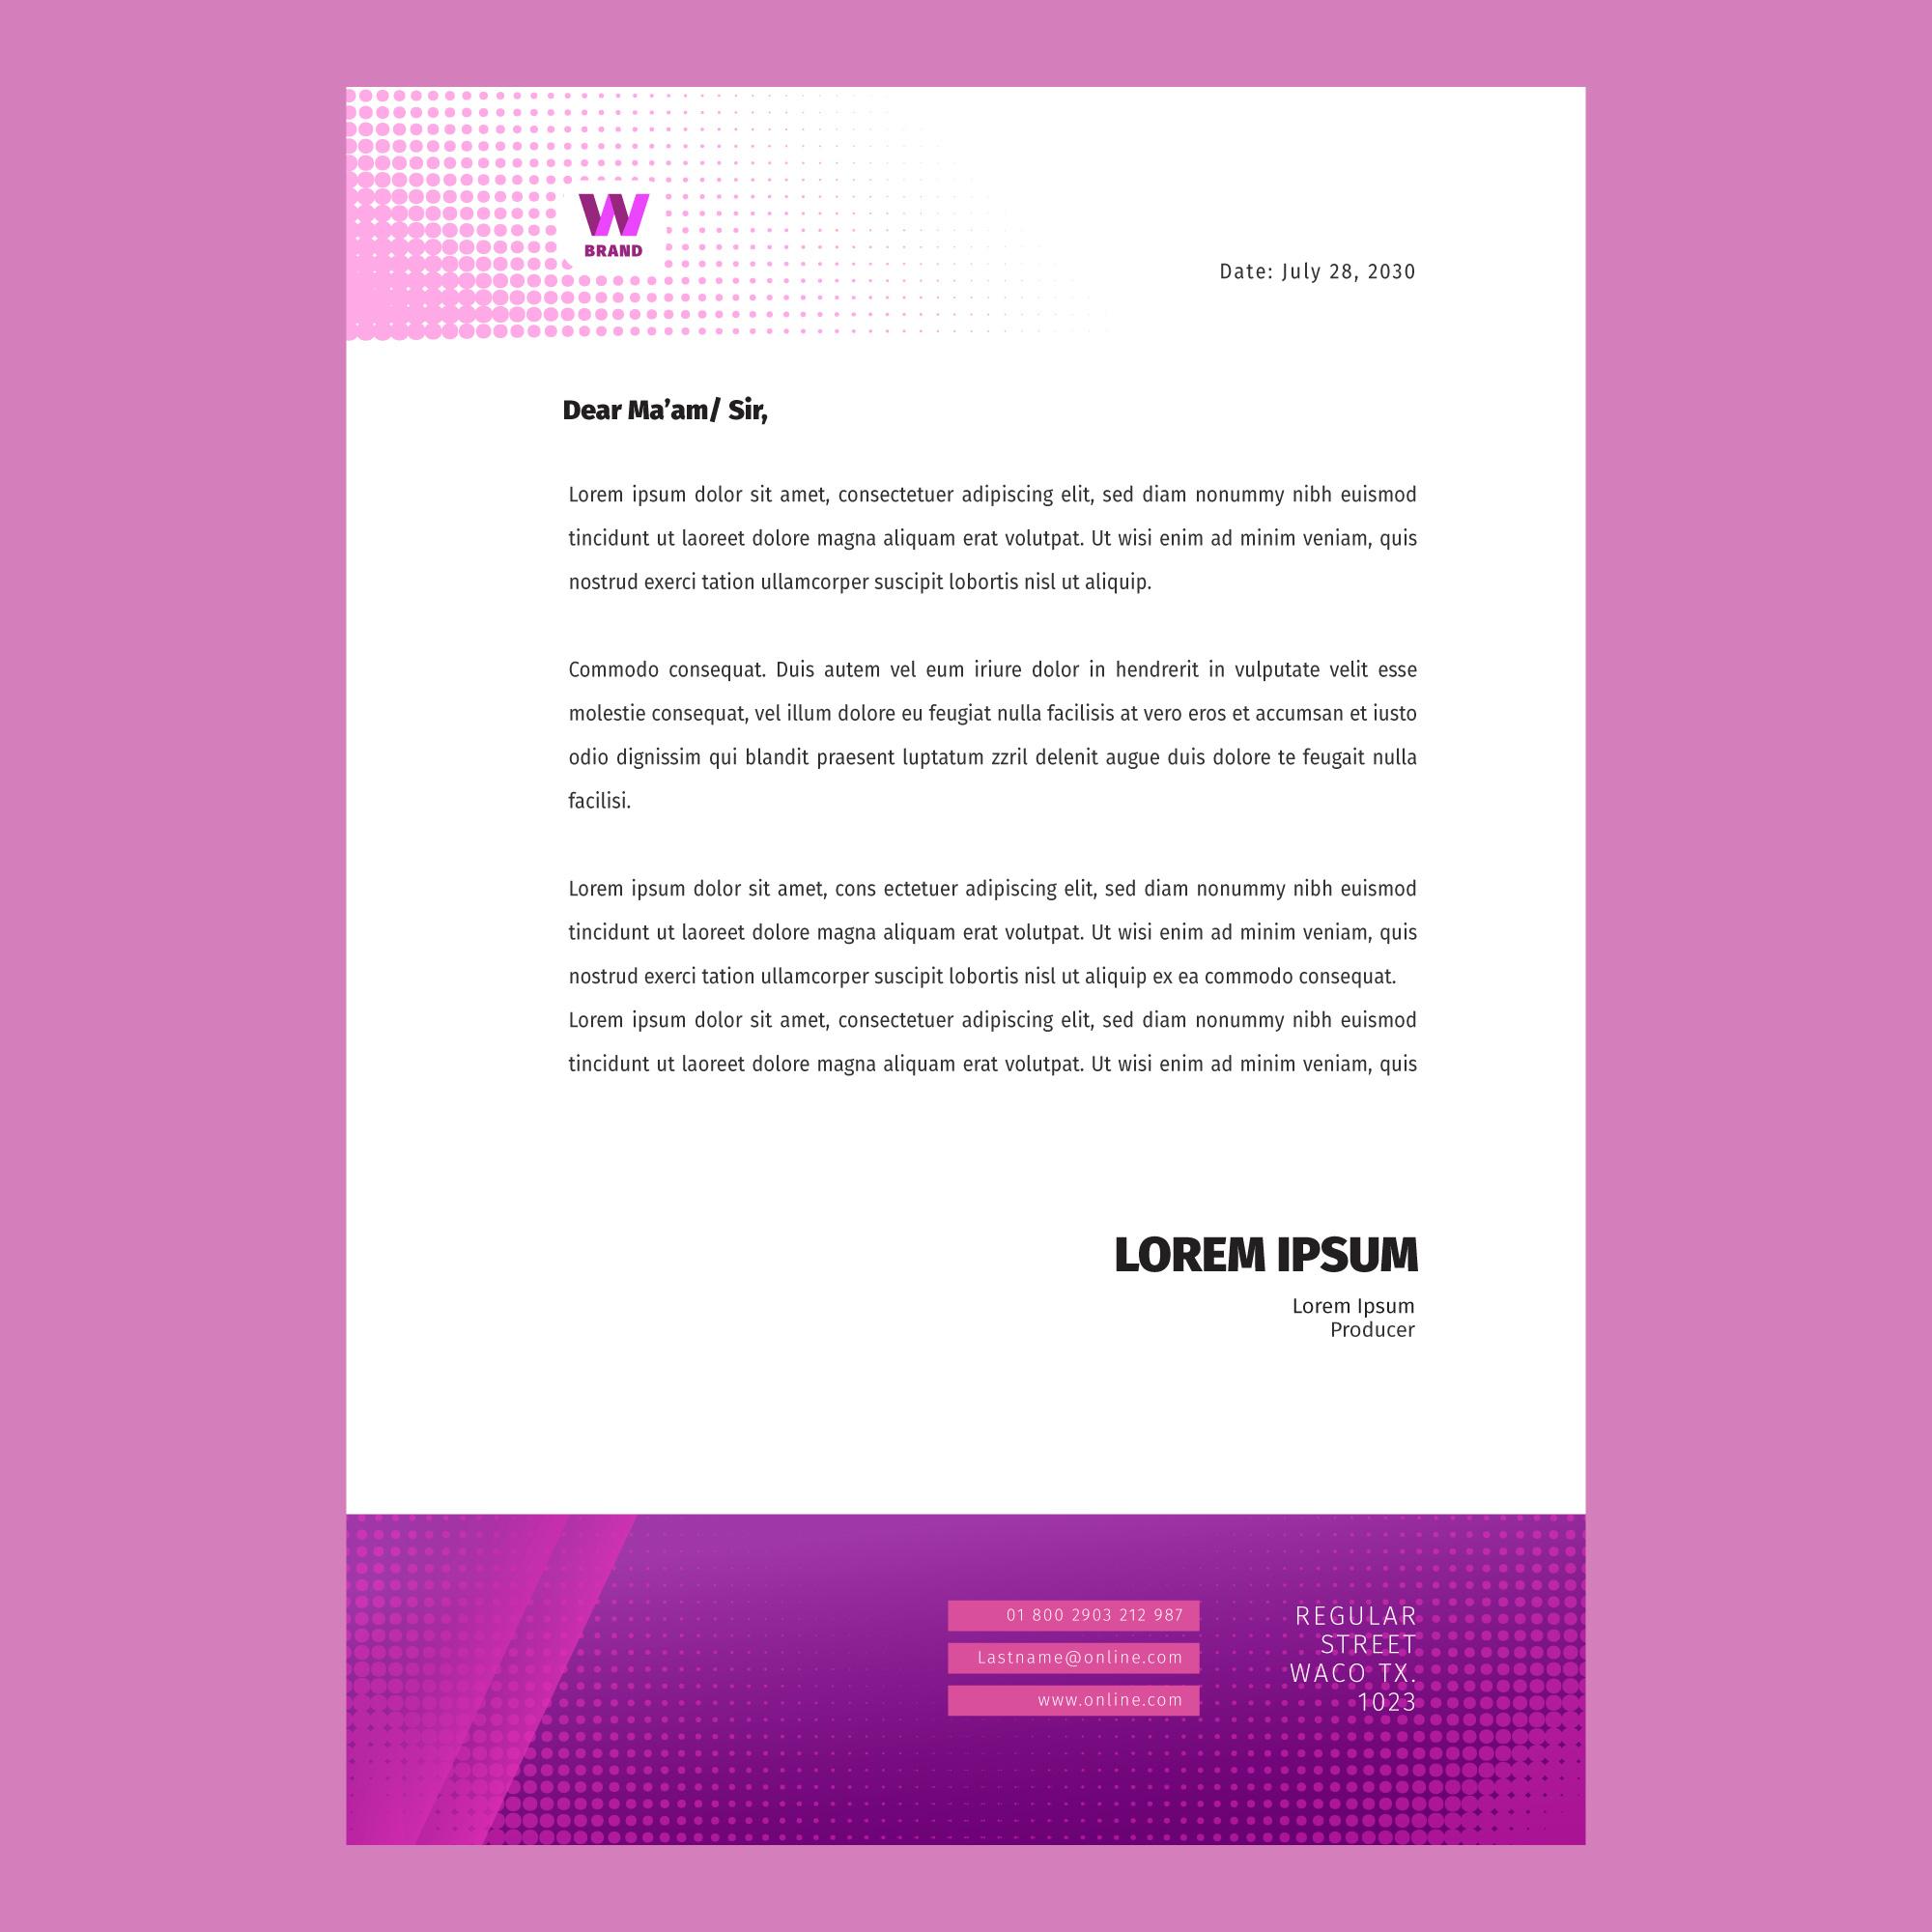 W
BRAND
Date: July 28, 2030
Dear Ma’am/ Sir,
Lorem ipsum dolor sit amet, consectetuer adipiscing elit, sed diam nonummy nibh euismod
tincidunt ut laoreet dolore magna aliquam erat volutpat. Ut wisi enim ad minim veniam, quis
nostrud exerci tation ullamcorper suscipit lobortis nisl ut aliquip.
Commodo consequat. Duis autem vel eum iriure dolor in hendrerit in vulputate velit esse
molestie consequat, vel illum dolore eu feugiat nulla facilisis at vero eros et accumsan et iusto
odio dignissim qui blandit praesent luptatum zzril delenit augue duis dolore te feugait nulla
facilisi.
Lorem ipsum dolor sit amet, cons ectetuer adipiscing elit, sed diam nonummy nibh euismod
tincidunt ut laoreet dolore magna aliquam erat volutpat. Ut wisi enim ad minim veniam, quis
nostrud exerci tation ullamcorper suscipit lobortis nisl ut aliquip ex ea commodo consequat.
Lorem ipsum dolor sit amet, consectetuer adipiscing elit, sed diam nonummy nibh euismod
tincidunt ut laoreet dolore magna aliquam erat volutpat. Ut wisi enim ad minim veniam, quis
LOREM IPSUM
Lorem Ipsum
Producer
01 800 2903 212 987
Lastname@online.com
www.online.com
REGULAR
STREET
WACO TX.
1023